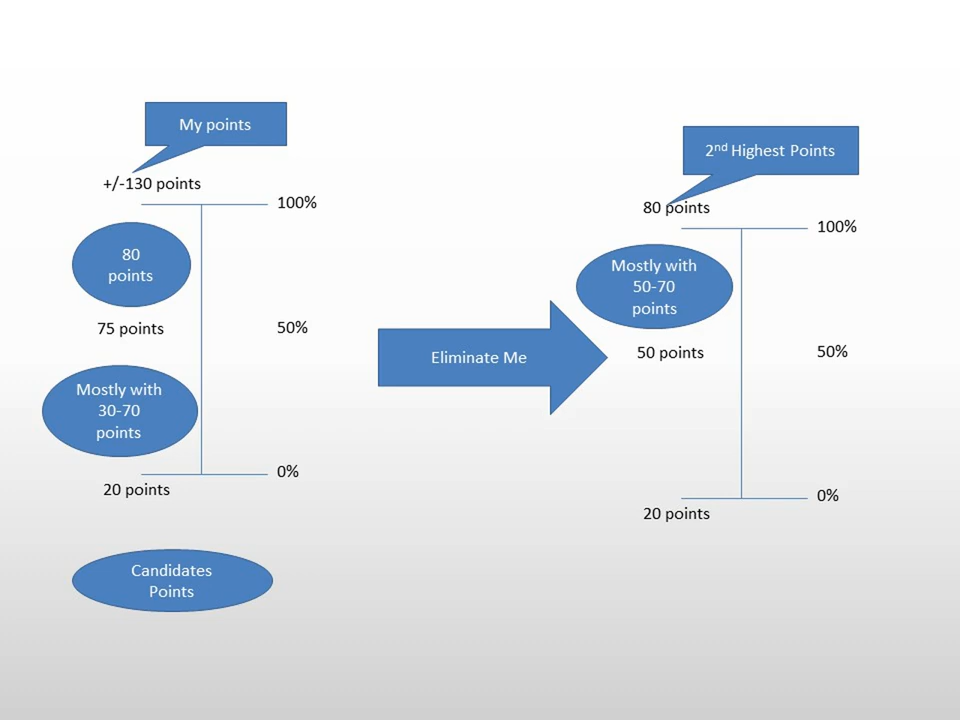 My points
+/-130 points
100%
80
points
75 points
50%
Mostly with
30-70
points
0%
20 points
Candidates
Points
Eliminate Me
2nd Highest Points
80 points
100%
Mostly with
50-70
points
50 points
50%
0%
20 points